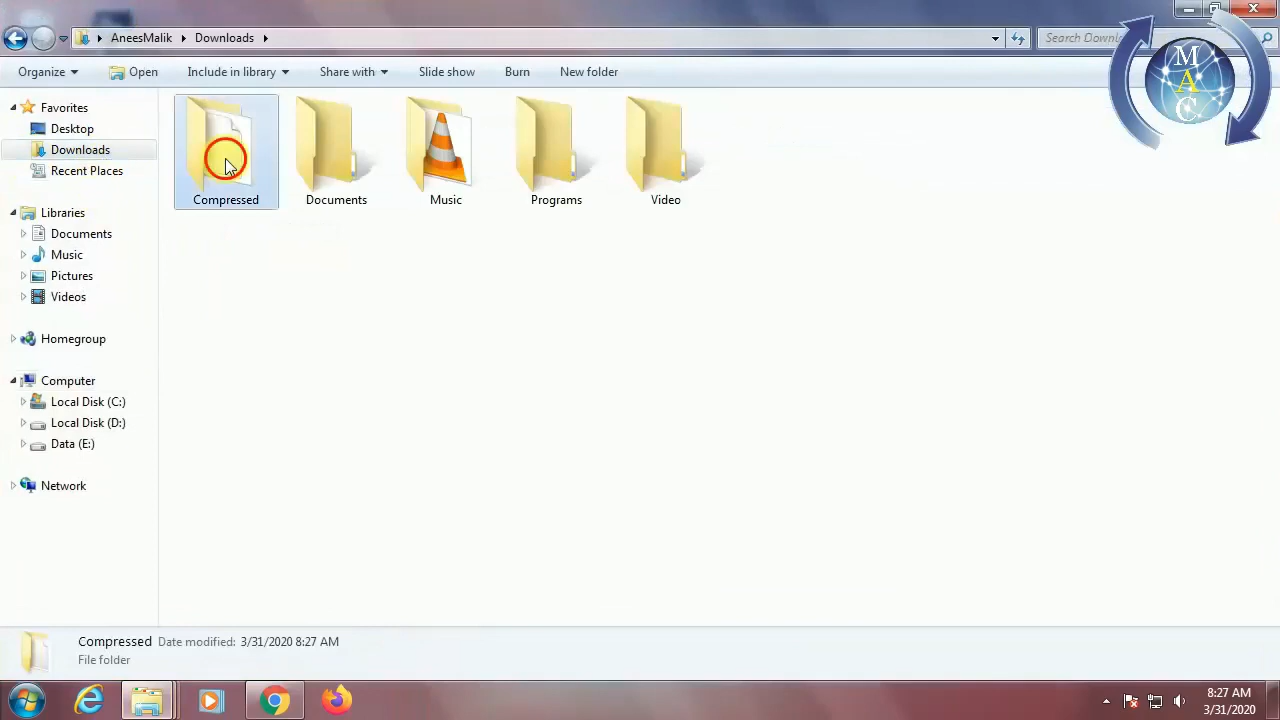 AneesMalik Downloads
Search Downl
M
A
C
Organize Open Include in library Share with Slide show Burn New folder
Favorites
Desktop
Downloads
Recent Places
Libraries
Documents
Music
Pictures
Videos
Homegroup
Computer
Local Disk (C:)
Local Disk (D:)
Data (E:)
Network
Compressed Documents Music Programs Video
Compressed Date modified: 3/31/2020 8:27 AM
File folder
8:27 AM
3/31/2020